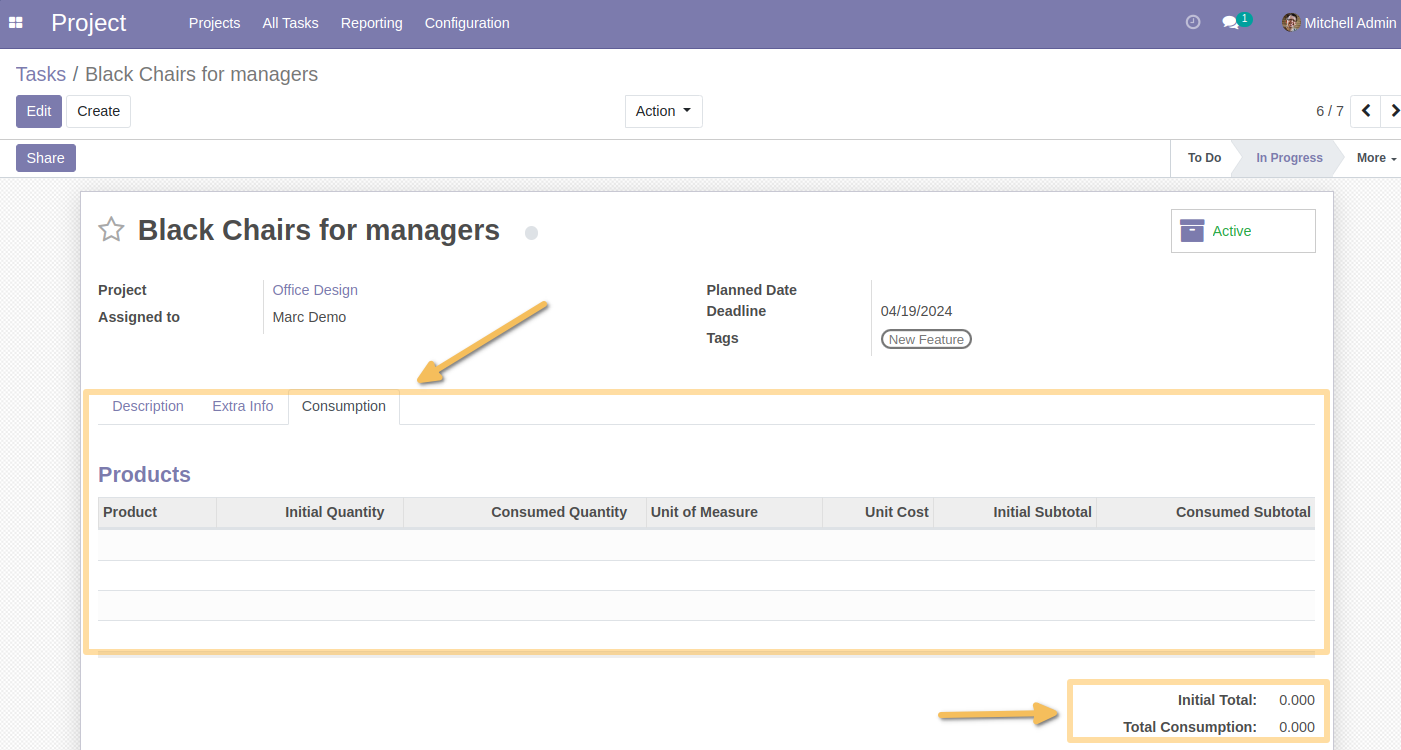 Project Projects All Tasks Reporting Configuration 1 Mitchell Admin
Tasks / Black Chairs for managers
Edit Create Action 6 / 7
Share To Do In Progress More
Black Chairs for managers Active
Project Office Design Planned Date
Deadline 04/19/2024
Assigned to Marc Demo
Tags New Feature
Description Extra Info Consumption
Products
Product Initial Quantity Consumed Quantity Unit of Measure Unit Cost Initial Subtotal Consumed Subtotal
Initial Total: 0.000
Total Consumption: 0.000